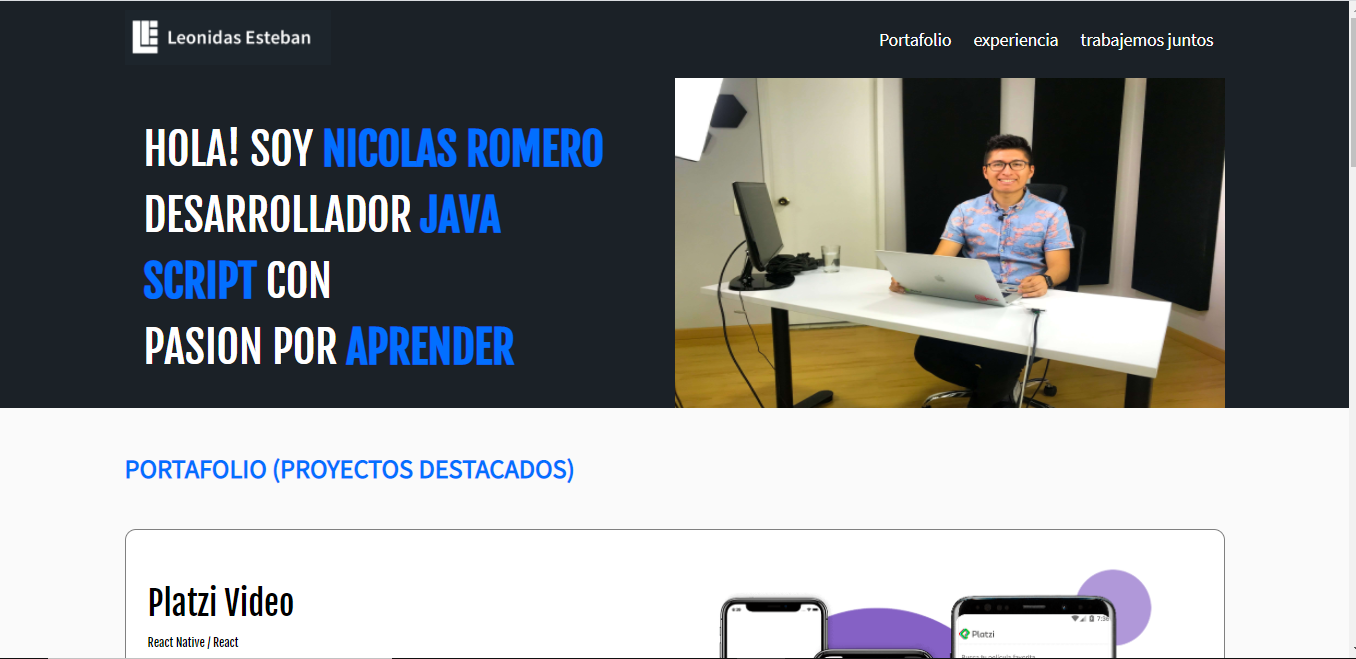 Leonidas Esteban
Portafolio experiencia trabajemos juntos
HOLA! SOY NICOLAS ROMERO
DESARROLLADOR JAVA
SCRIPT CON
PASION POR APRENDER
PORTAFOLIO (PROYECTOS DESTACADOS)
Platzi Video
React Native / React
Platzi